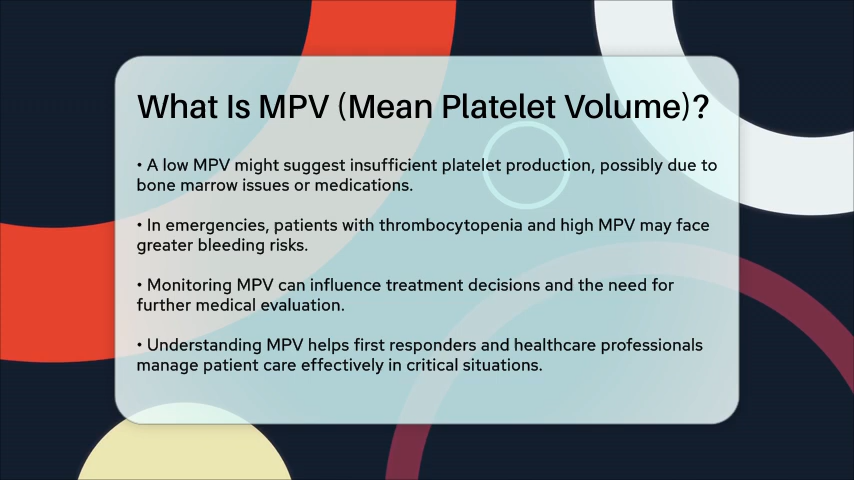 What Is MPV (Mean Platelet Volume)?
• A low MPV might suggest insufficient platelet production, possibly due to
bone marrow issues or medications.
• In emergencies, patients with thrombocytopenia and high MPV may face
greater bleeding risks.
• Monitoring MPV can influence treatment decisions and the need for
further medical evaluation.
• Understanding MPV helps first responders and healthcare professionals
manage patient care effectively in critical situations.